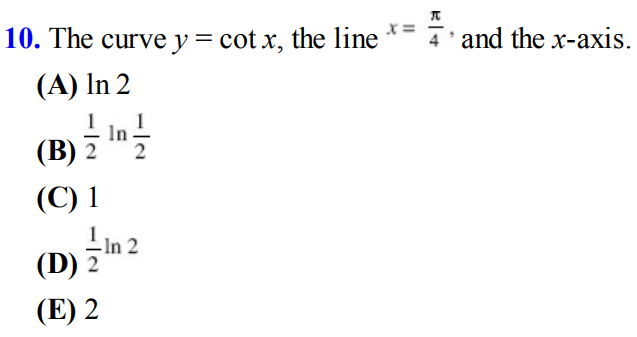 10. The curve y = cot x, the line x = π/4, and the x-axis.
(A) ln 2
(B) 1/2 ln 1/2
(C) 1
(D) 1/2 ln 2
(E) 2